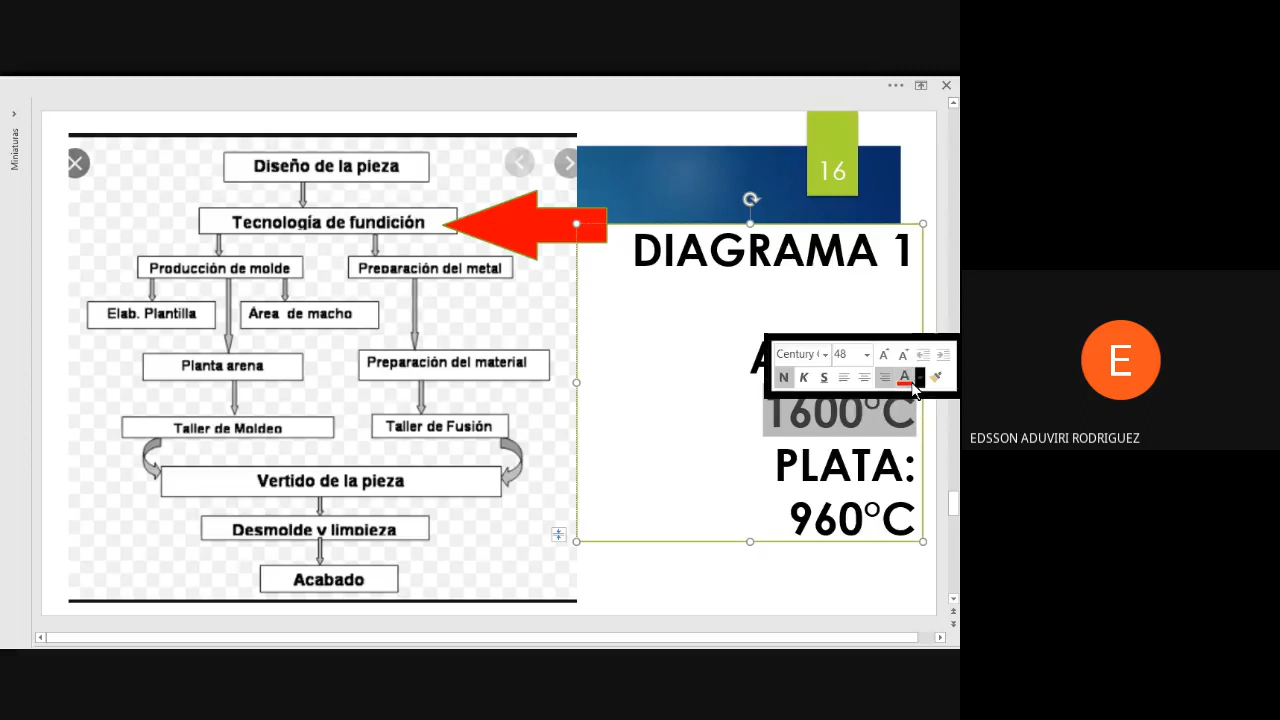 Miniaturas
Diseño de la pieza
Tecnología de fundición
Producción de molde
Preparación del metal
Elab. Plantilla
Área de macho
Planta arena
Preparación del material
Taller de Moldeo
Taller de Fusión
Vertido de la pieza
Desmolde y limpieza
Acabado
16
DIAGRAMA 1
Century
48
N K S
A
1600°C
PLATA:
960°C
E
EDSSON ADUVIRI RODRIGUEZ